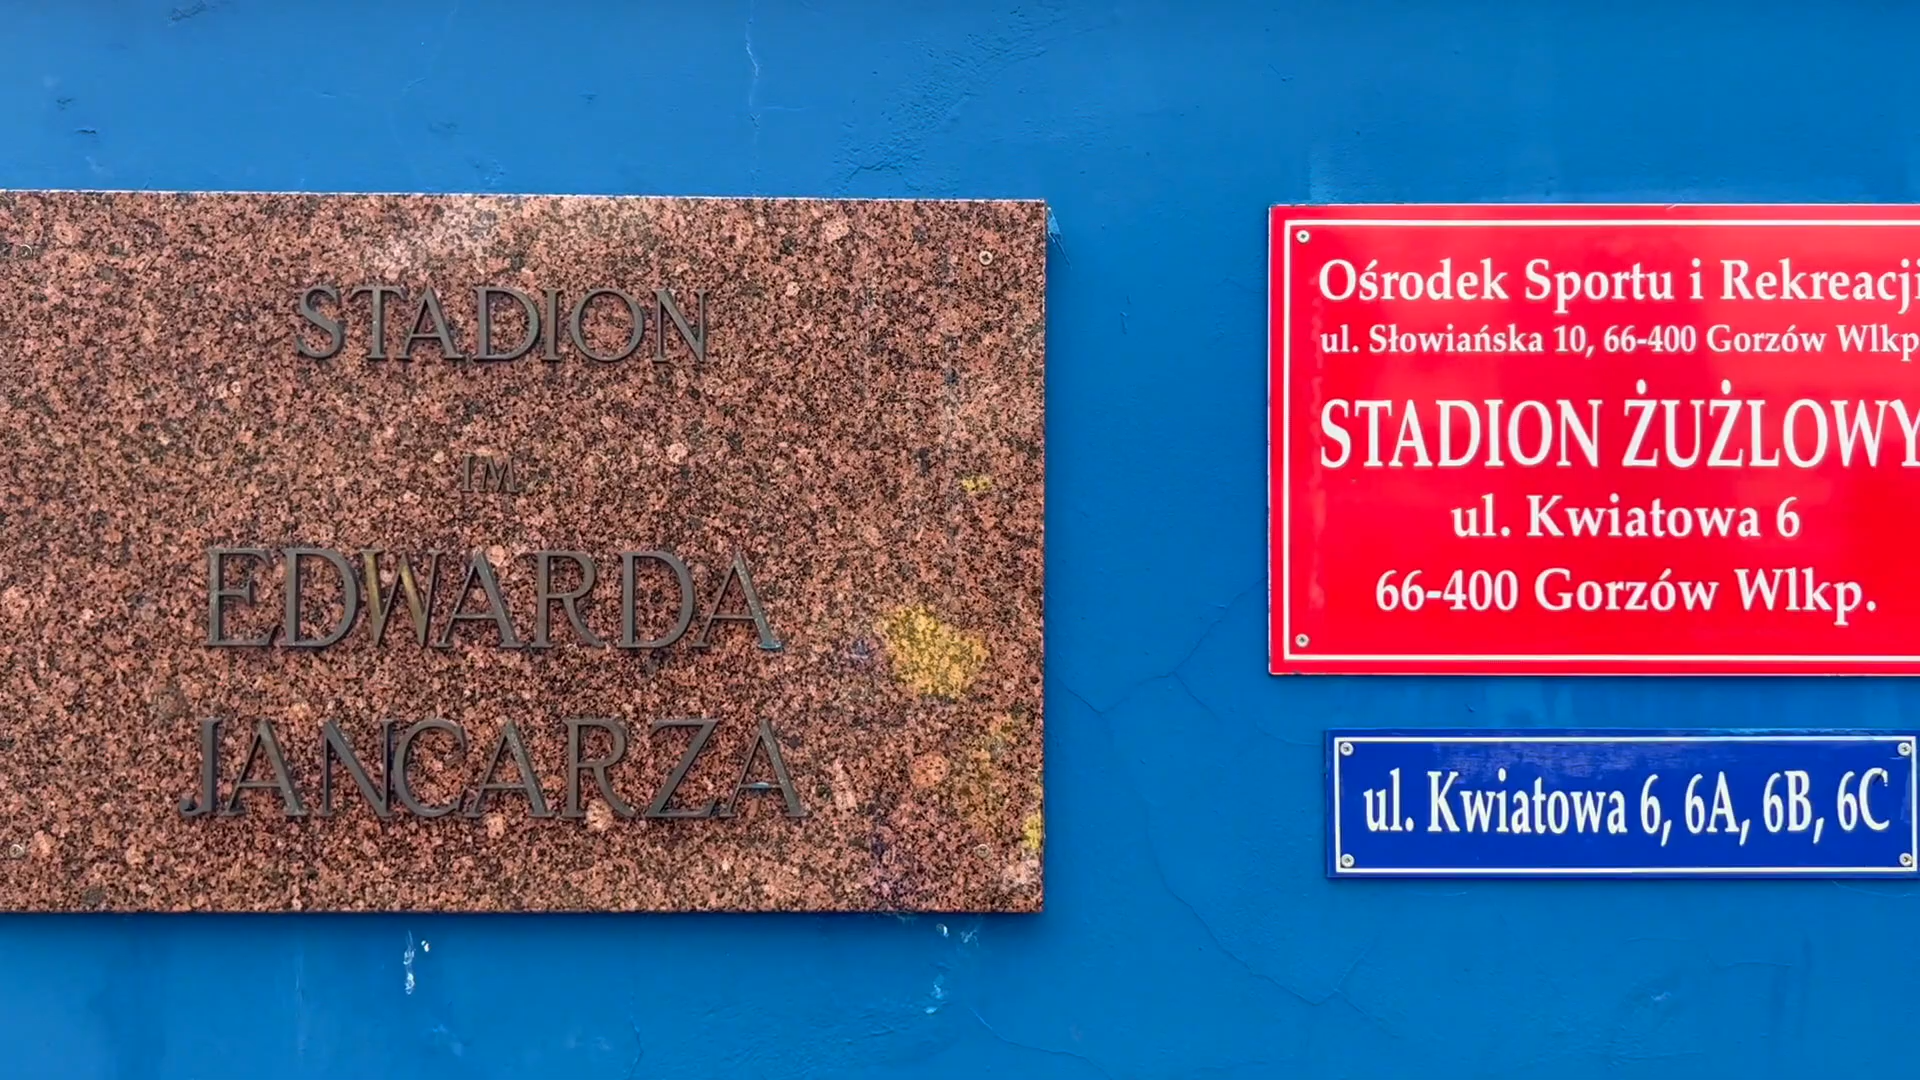 STADION
IM
EDWARDA
JANCARZA
Ośrodek Sportu i Rekreacji
ul. Słowiańska 10, 66-400 Gorzów Wlkp
STADION ŻUŻLOWY
ul. Kwiatowa 6
66-400 Gorzów Wlkp.
ul. Kwiatowa 6, 6A, 6B, 6C